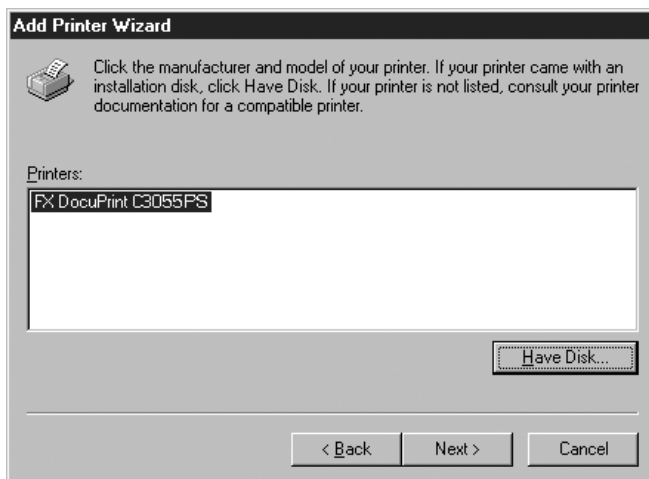 Add Printer Wizard
Click the manufacturer and model of your printer. If your printer came with an
installation disk, click Have Disk. If your printer is not listed, consult your printer
documentation for a compatible printer.
Printers:
FX DocuPrint C3055PS
Have Disk...
< Back Next > Cancel